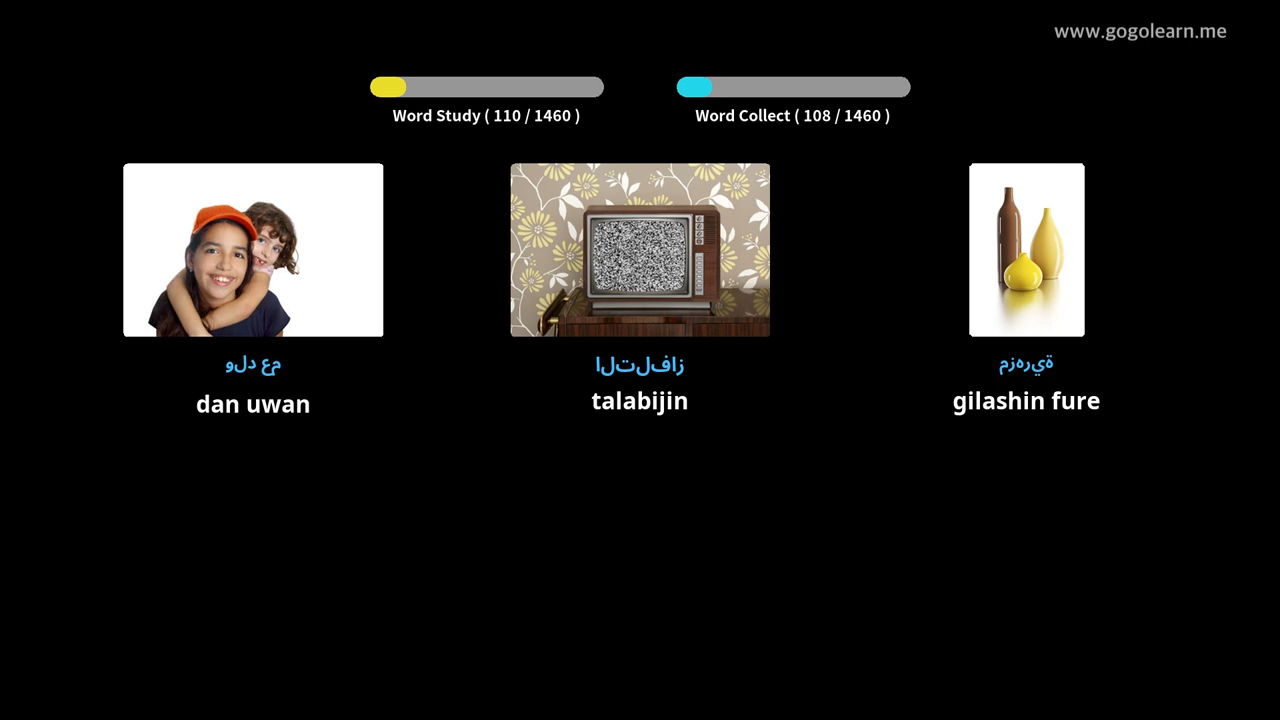 www.gogolearn.me
Word Study ( 110 / 1460 )
Word Collect ( 108 / 1460 )
ولد عم
التلفاز
مزهرية
dan uwan
talabijin
gilashin fure